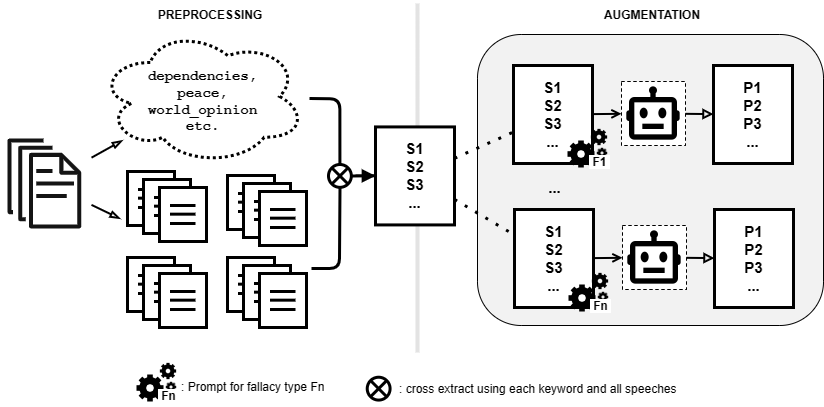 PREPROCESSING
AUGMENTATION
dependencies,
peace,
world_opinion
etc.
S1
S2
S3
...
S1
S2
S3
...
F1
P1
P2
P3
...
...
S1
S2
S3
...
Fn
P1
P2
P3
...
Fn
: Prompt for fallacy type Fn
: cross extract using each keyword and all speeches